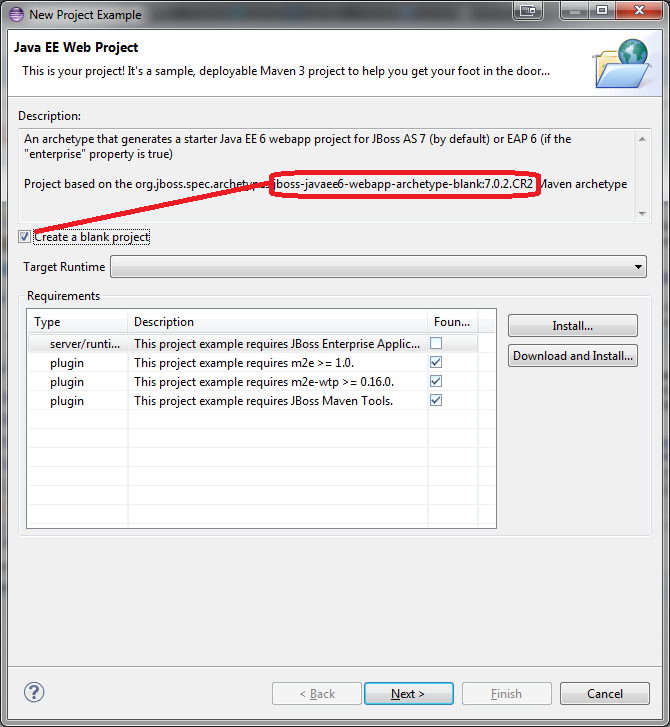 New Project Example
Java EE Web Project
This is your project! It's a sample, deployable Maven 3 project to help you get your foot in the door...
Description:
An archetype that generates a starter Java EE 6 webapp project for JBoss AS 7 (by default) or EAP 6 (if the
"enterprise" property is true)
Project based on the org.jboss.spec.archetypes:jboss-javaee6-webapp-archetype-blank:7.0.2.CR2 Maven archetype
Create a blank project
Target Runtime
Requirements
Type Description Foun...
server/runti... This project example requires JBoss Enterprise Applic...
plugin This project example requires m2e >= 1.0.
plugin This project example requires m2e-wtp >= 0.16.0.
plugin This project example requires JBoss Maven Tools.
Install...
Download and Install...
?
< Back Next > Finish Cancel